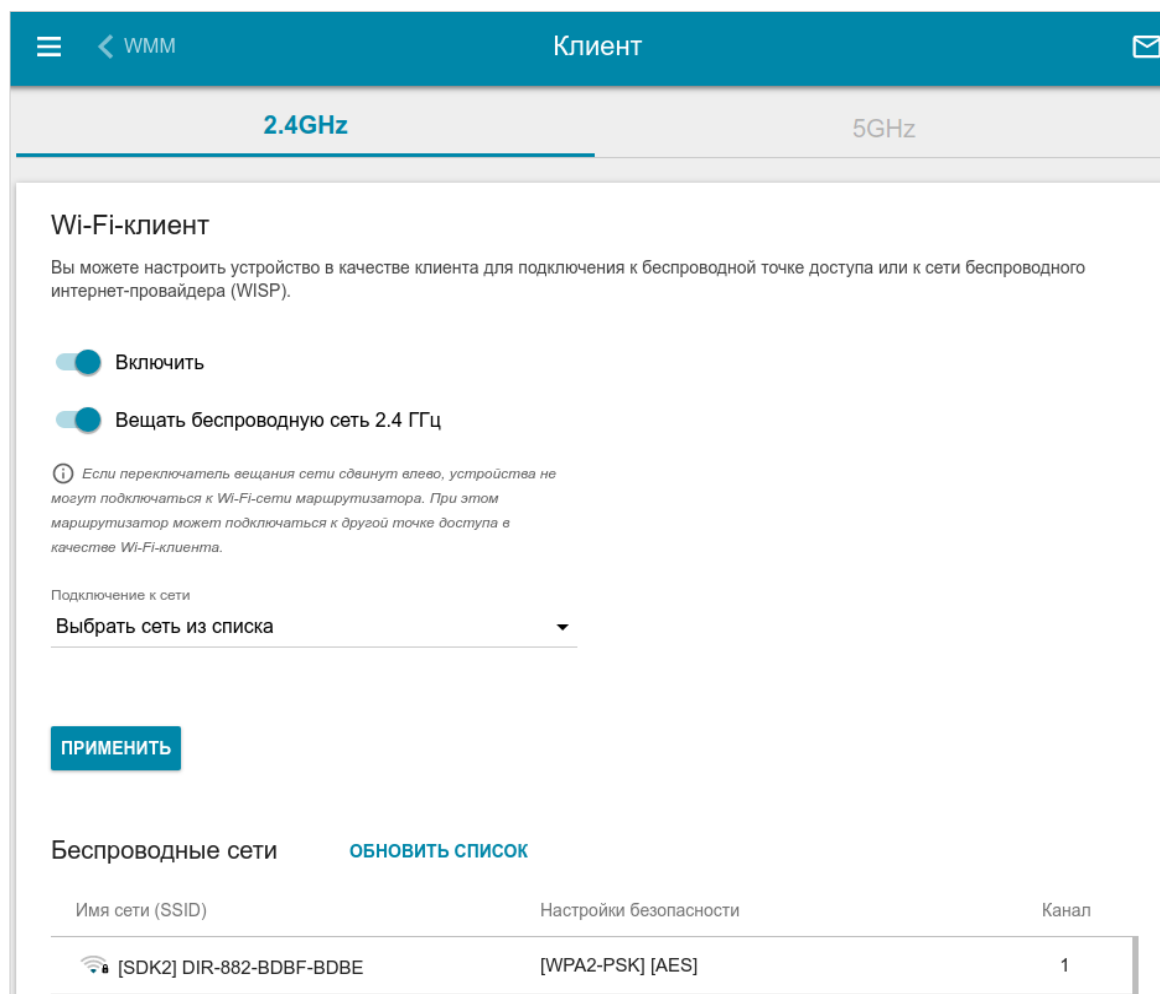 WMM
Клиент
2.4GHz
5GHz
Wi-Fi-клиент
Вы можете настроить устройство в качестве клиента для подключения к беспроводной точке доступа или к сети беспроводного
интернет-провайдера (WISP).
Включить
Вещать беспроводную сеть 2.4 ГГц
Если переключатель вещания сети сдвинут влево, устройства не
могут подключаться к Wi-Fi-сети маршрутизатора. При этом
маршрутизатор может подключаться к другой точке доступа в
качестве Wi-Fi-клиента.
Подключение к сети
Выбрать сеть из списка
ПРИМЕНИТЬ
Беспроводные сети ОБНОВИТЬ СПИСОК
Имя сети (SSID) Настройки безопасности Канал
[SDK2] DIR-882-BDBF-BDBE [WPA2-PSK] [AES] 1